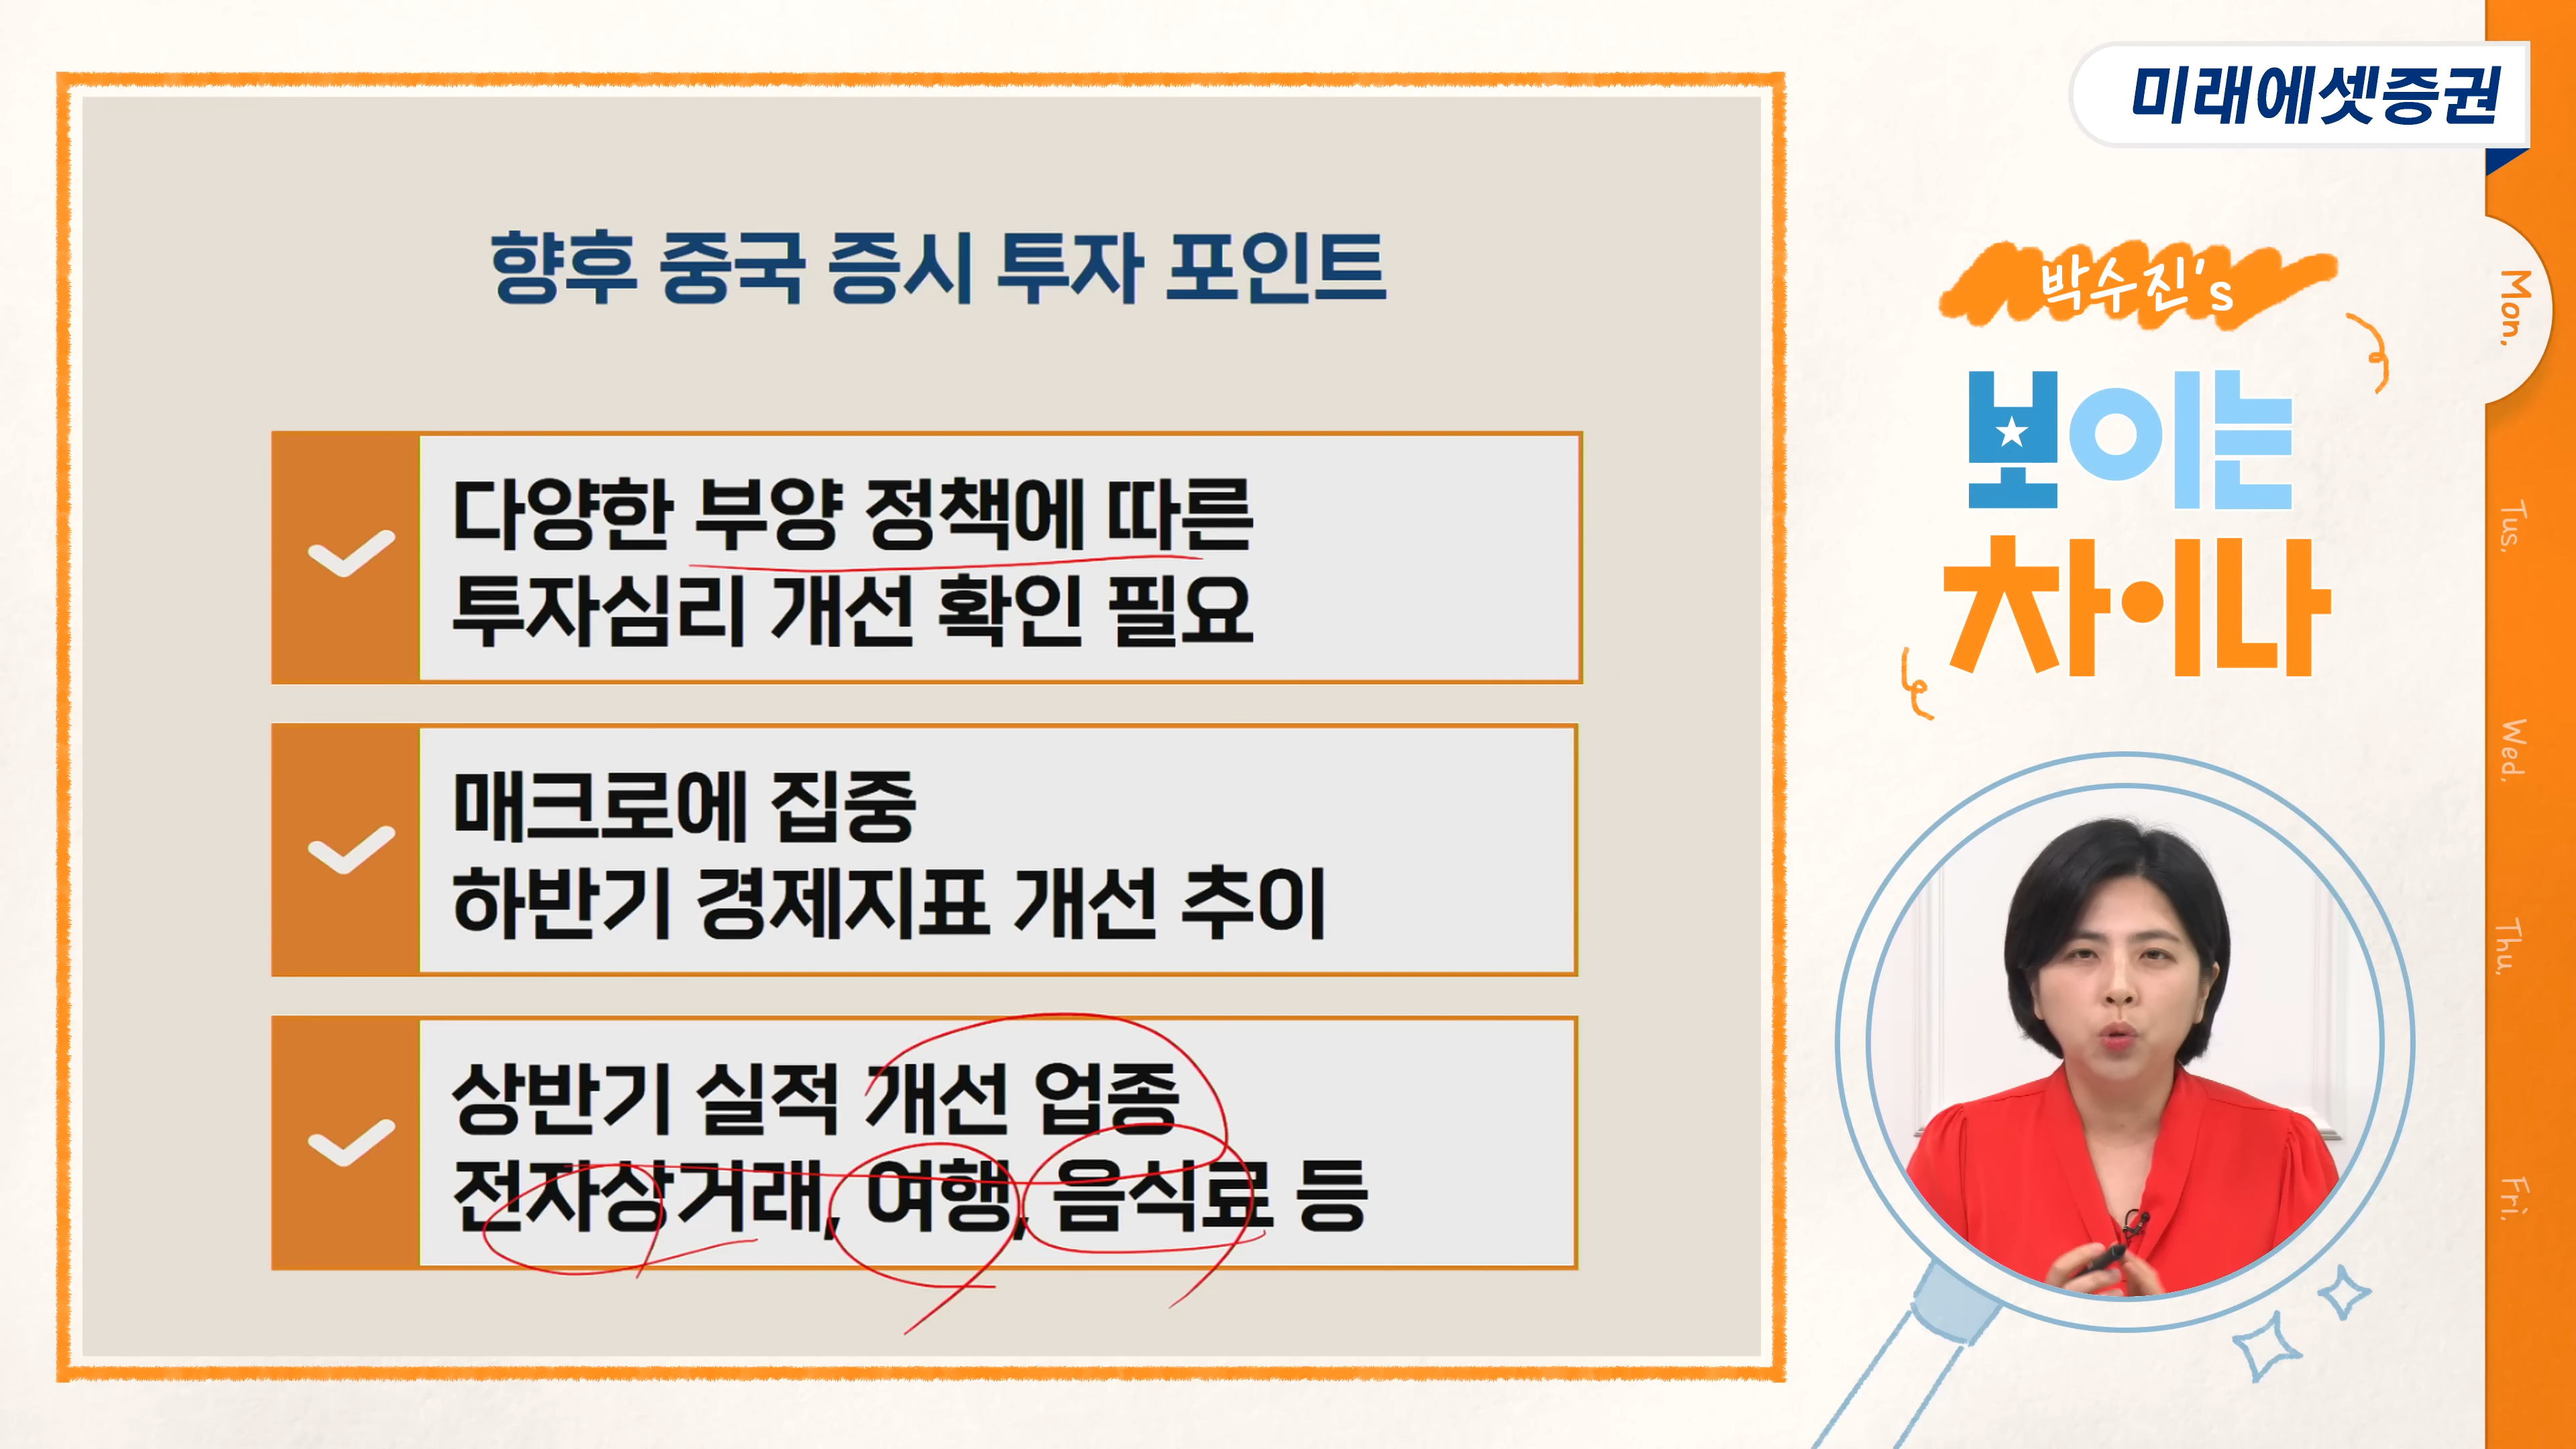 미래에셋증권
향후 중국 증시 투자 포인트
다양한 부양 정책에 따른
투자심리 개선 확인 필요
매크로에 집중
하반기 경제지표 개선 추이
상반기 실적 개선 업종
전자상거래, 여행, 음식료 등
박수진's
보이는
차이나
Mon.
Tus.
Wed.
Thu.
Fri.